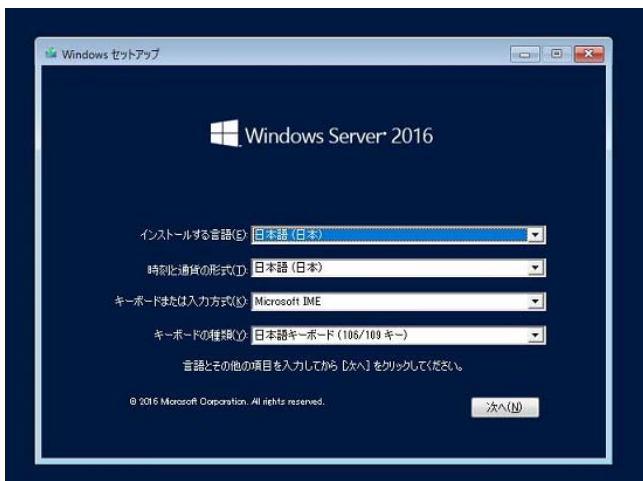 Windows セットアップ
Windows Server 2016
インストールする言語(E): 日本語 (日本)
時刻と通貨の形式(T): 日本語 (日本)
キーボードまたは入力方式(K): Microsoft IME
キーボードの種類(Y): 日本語キーボード (106/109 キー)
言語とその他の項目を入力してから [次へ] をクリックしてください。
© 2016 Microsoft Corporation. All rights reserved.
次へ(N)